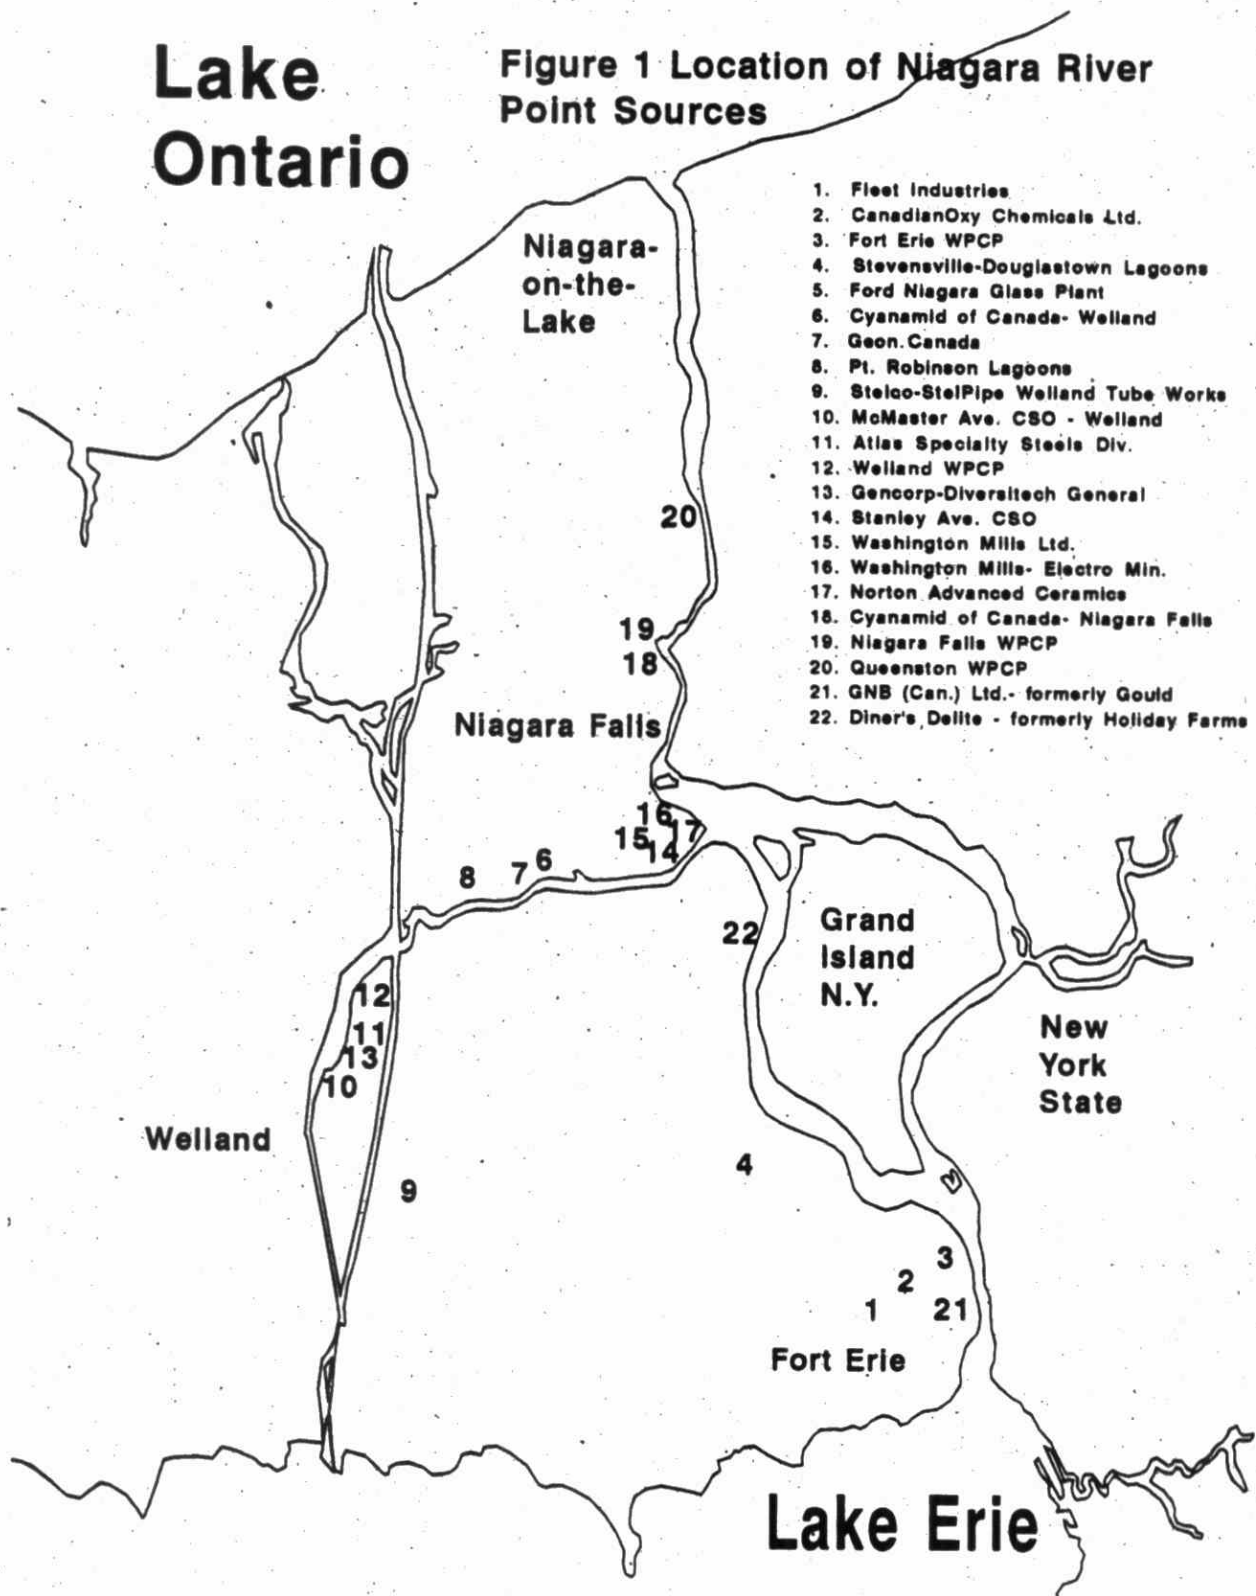 Lake
Ontario
Figure 1 Location of Niagara River
Point Sources
1. Fleet Industries
2. CanadianOxy Chemicals Ltd.
3. Fort Erie WPCP
4. Stevensville-Douglastown Lagoons
5. Ford Niagara Glass Plant
6. Cyanamid of Canada- Welland
7. Geon Canada
8. Pt. Robinson Lagoons
9. Stelco-StelPipe Welland Tube Works
10. McMaster Ave. CSO - Welland
11. Atlas Specialty Steels Div.
12. Welland WPCP
13. Gencorp-Diversitech General
14. Stanley Ave. CSO
15. Washington Mills Ltd.
16. Washington Mills- Electro Min.
17. Norton Advanced Ceramics
18. Cyanamid of Canada- Niagara Falls
19. Niagara Falls WPCP
20. Queenston WPCP
21. GNB (Can.) Ltd.- formerly Gould
22. Diner's Delite - formerly Holiday Farms
Niagara-
on-the-
Lake
20
19
18
Niagara Falls
16
15 17
14
6
7
8
22
Grand
Island
N.Y.
12
11
13
10
New
York
State
Welland
4
9
3
2
1 21
Fort Erie
Lake Erie